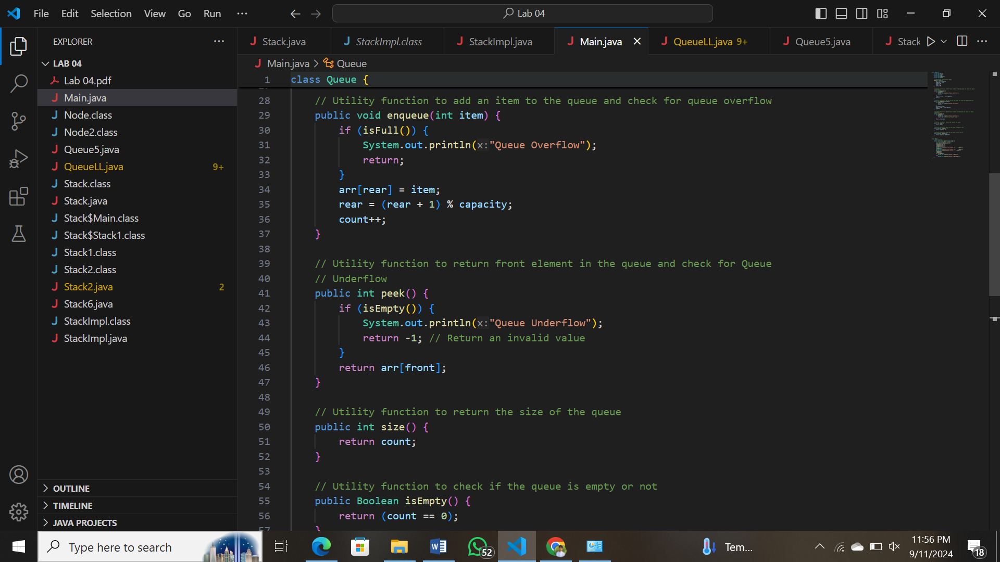 File Edit Selection View Go Run ··· Lab 04
EXPLORER ···
LAB 04
Lab 04.pdf
Main.java
Node.class
Node2.class
Queue5.java
QueueLL.java 9+
Stack.class
Stack.java
Stack$Main.class
Stack$Stack1.class
Stack1.class
Stack2.class
Stack2.java 2
Stack6.java
StackImpl.class
StackImpl.java
OUTLINE
TIMELINE
JAVA PROJECTS
Stack.java StackImpl.class StackImpl.java Main.java QueueLL.java 9+ Queue5.java Stack
Main.java > Queue
1 class Queue {
28 // Utility function to add an item to the queue and check for queue overflow
29 public void enqueue(int item) {
30 if (isFull()) {
31 System.out.println(x:"Queue Overflow");
32 return;
33 }
34 arr[rear] = item;
35 rear = (rear + 1) % capacity;
36 count++;
37 }
38
39 // Utility function to return front element in the queue and check for Queue
40 // Underflow
41 public int peek() {
42 if (isEmpty()) {
43 System.out.println(x:"Queue Underflow");
44 return -1; // Return an invalid value
45 }
46 return arr[front];
47 }
48
49 // Utility function to return the size of the queue
50 public int size() {
51 return count;
52 }
53
54 // Utility function to check if the queue is empty or not
55 public Boolean isEmpty() {
56 return (count == 0);
57 }
Type here to search
52
Tem...
11:56 PM
9/11/2024
18